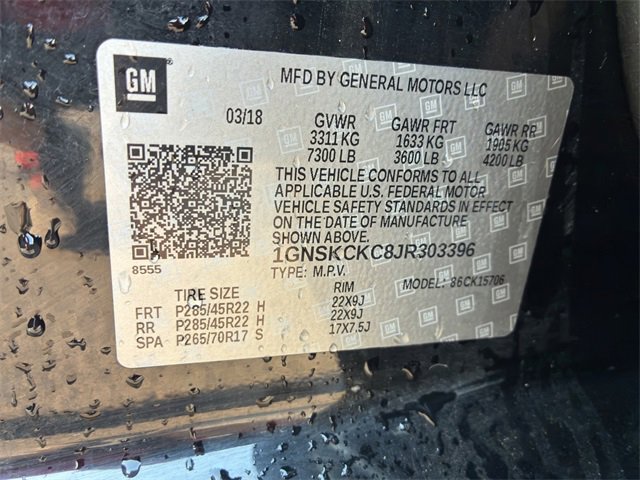 GM
MFD BY GENERAL MOTORS LLC
03/18
GVWR GAWR FRT GAWR RR
3311 KG 1633 KG 1905 KG
7300 LB 3600 LB 4200 LB
THIS VEHICLE CONFORMS TO ALL
APPLICABLE U.S. FEDERAL MOTOR
VEHICLE SAFETY STANDARDS IN EFFECT
ON THE DATE OF MANUFACTURE
SHOWN ABOVE.
8555
1GNSKCKC8JR303396
TYPE: M.P.V. MODEL: 86CK15706
TIRE SIZE RIM
FRT P285/45R22 H 22X9J
RR P285/45R22 H 22X9J
SPA P265/70R17 S 17X7.5J